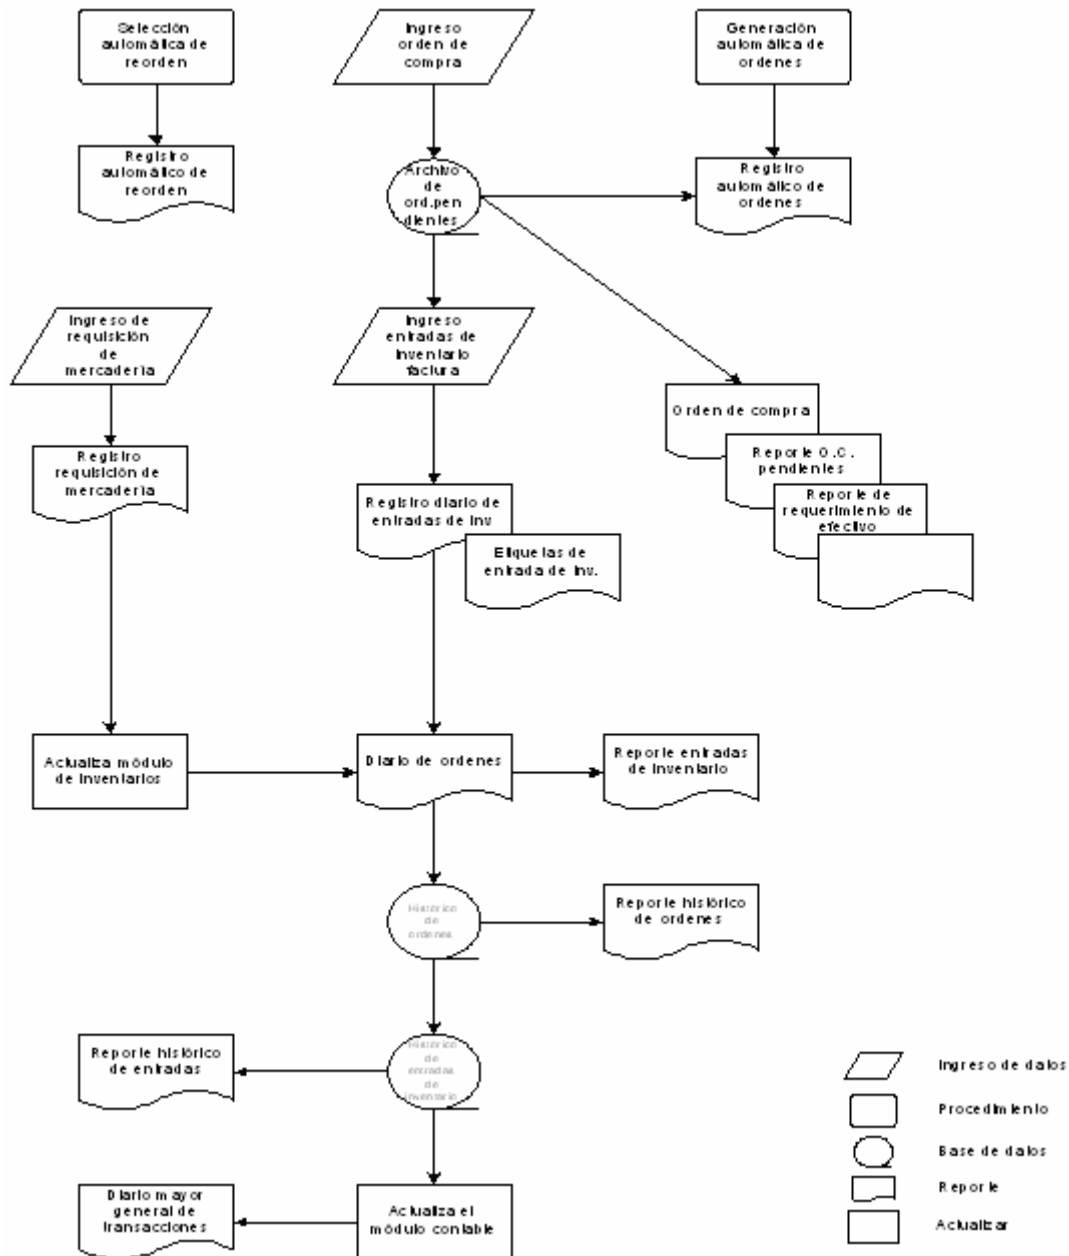 Selección
automática de
reorden
Ingreso
orden de
compra
Generación
automática de
ordenes
Registro
automático de
reorden
Archivo
de
ord.pen
dientes
Registro
automático de
ordenes
Ingreso de
requisición
de
mercadería
Ingreso
entradas de
inventario
factura
Orden de compra
Reporte O.C.
pendientes
Reporte de
requerimiento de
efectivo
Registro
requisición de
mercadería
Registro diario de
entradas de inv
Etiquetas de
entrada de inv.
Actualiza módulo
de inventarios
Diario de ordenes
Reporte entradas
de inventario
Histórico
de
ordenes
Reporte histórico
de ordenes
Reporte histórico
de entradas
Histórico
de
entradas
de
inventario
Diario mayor
general de
transacciones
Actualiza el
módulo contable
Ingreso de datos
Procedimiento
Base de datos
Reporte
Actualizar